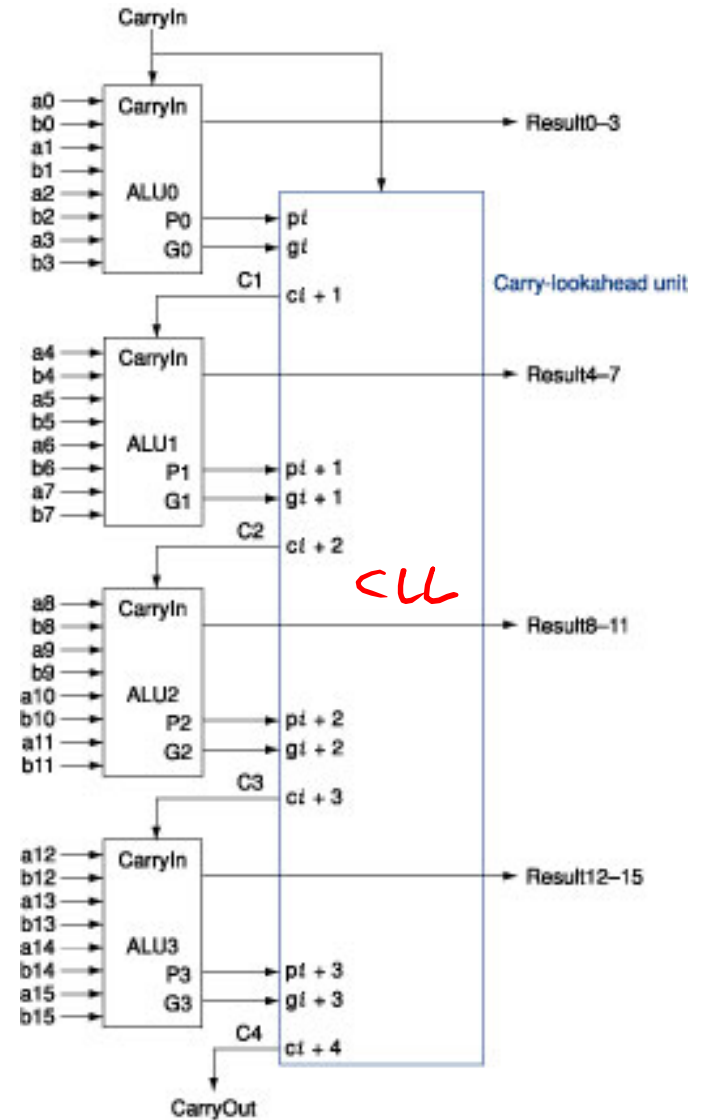 CarryIn
a0
b0
a1
b1
a2
b2
a3
b3
CarryIn
ALU0
P0
G0
Result0–3
pi
gi
C1
ci + 1
Carry-lookahead unit
a4
b4
a5
b5
a6
b6
a7
b7
CarryIn
ALU1
P1
G1
Result4–7
pi + 1
gi + 1
C2
ci + 2
CLL
a8
b8
a9
b9
a10
b10
a11
b11
CarryIn
ALU2
P2
G2
Result8–11
pi + 2
gi + 2
C3
ci + 3
a12
b12
a13
b13
a14
b14
a15
b15
CarryIn
ALU3
P3
G3
Result12–15
pi + 3
gi + 3
C4
ci + 4
CarryOut